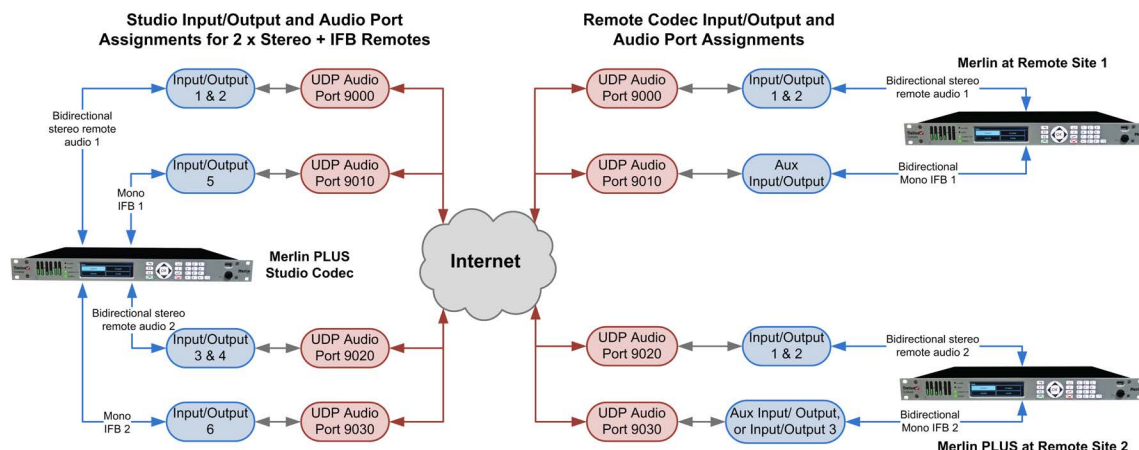 Studio Input/Output and Audio Port
Assignments for 2 x Stereo + IFB Remotes
Input/Output
1 & 2
UDP Audio
Port 9000
Bidirectional
stereo remote
audio 1
Input/Output
5
UDP Audio
Port 9010
Mono
IFB 1
Merlin PLUS
Studio Codec
Bidirectional stereo
remote audio 2
Input/Output
3 & 4
UDP Audio
Port 9020
Mono
IFB 2
Input/Output
6
UDP Audio
Port 9030
Internet
Remote Codec Input/Output and
Audio Port Assignments
Merlin at Remote Site 1
UDP Audio
Port 9000
Input/Output
1 & 2
Bidirectional stereo
remote audio 1
UDP Audio
Port 9010
Aux
Input/Output
Bidirectional
Mono IFB 1
UDP Audio
Port 9020
Input/Output
1 & 2
Bidirectional stereo
remote audio 2
UDP Audio
Port 9030
Aux Input/ Output,
or Input/Output 3
Bidirectional
Mono IFB 2
Merlin PLUS at Remote Site 2